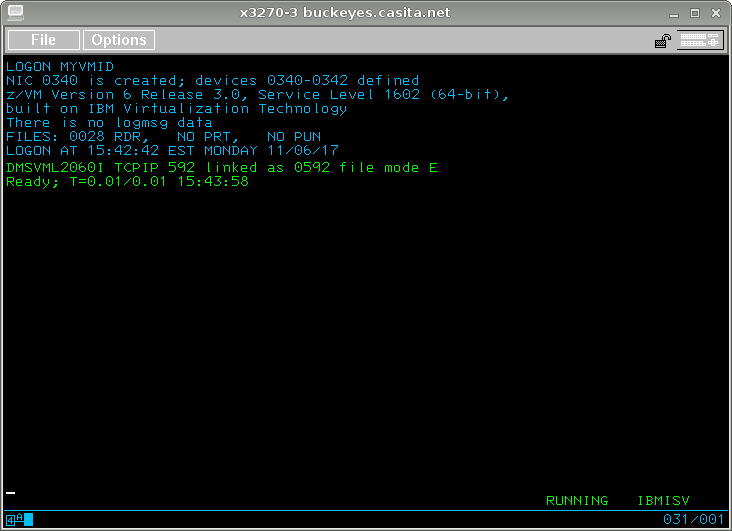 x3270-3 buckeyes.casita.net
File Options
LOGON MYVMID
NIC 0340 is created; devices 0340-0342 defined
z/VM Version 6 Release 3.0, Service Level 1602 (64-bit),
built on IBM Virtualization Technology
There is no logmsg data
FILES: 0028 RDR,   NO PRT,   NO PUN
LOGON AT 15:42:42 EST MONDAY 11/06/17
DMSVML2060I TCPIP 592 linked as 0592 file mode E
Ready; T=0.01/0.01 15:43:58
RUNNING   IBMISV
4A 031/001